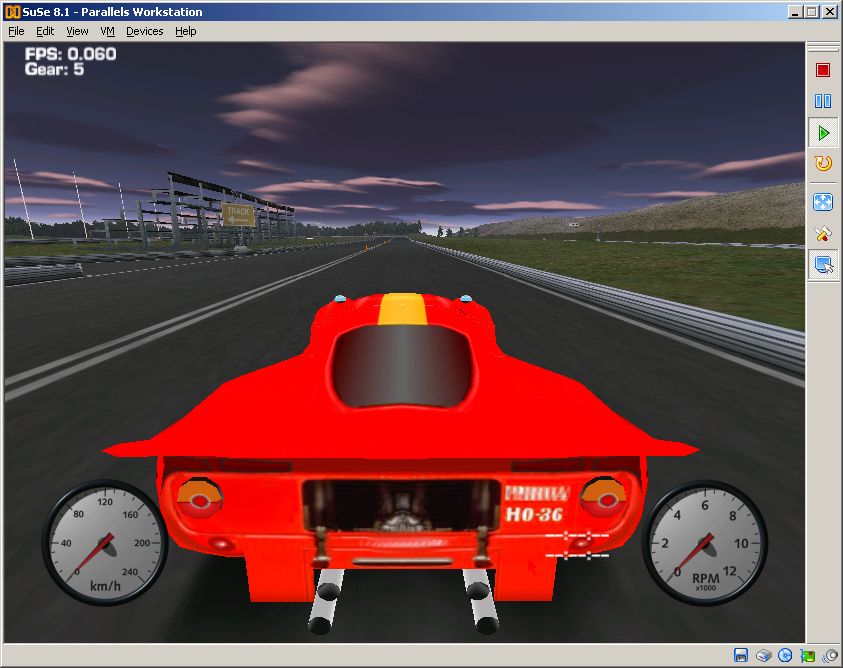 SuSe 8.1 - Parallels Workstation
File Edit View VM Devices Help
FPS: 0.060
Gear: 5
TRACK
HO-36
0 40 80 120 160 200 240
km/h
0 2 4 6 8 10 12
RPM
x1000